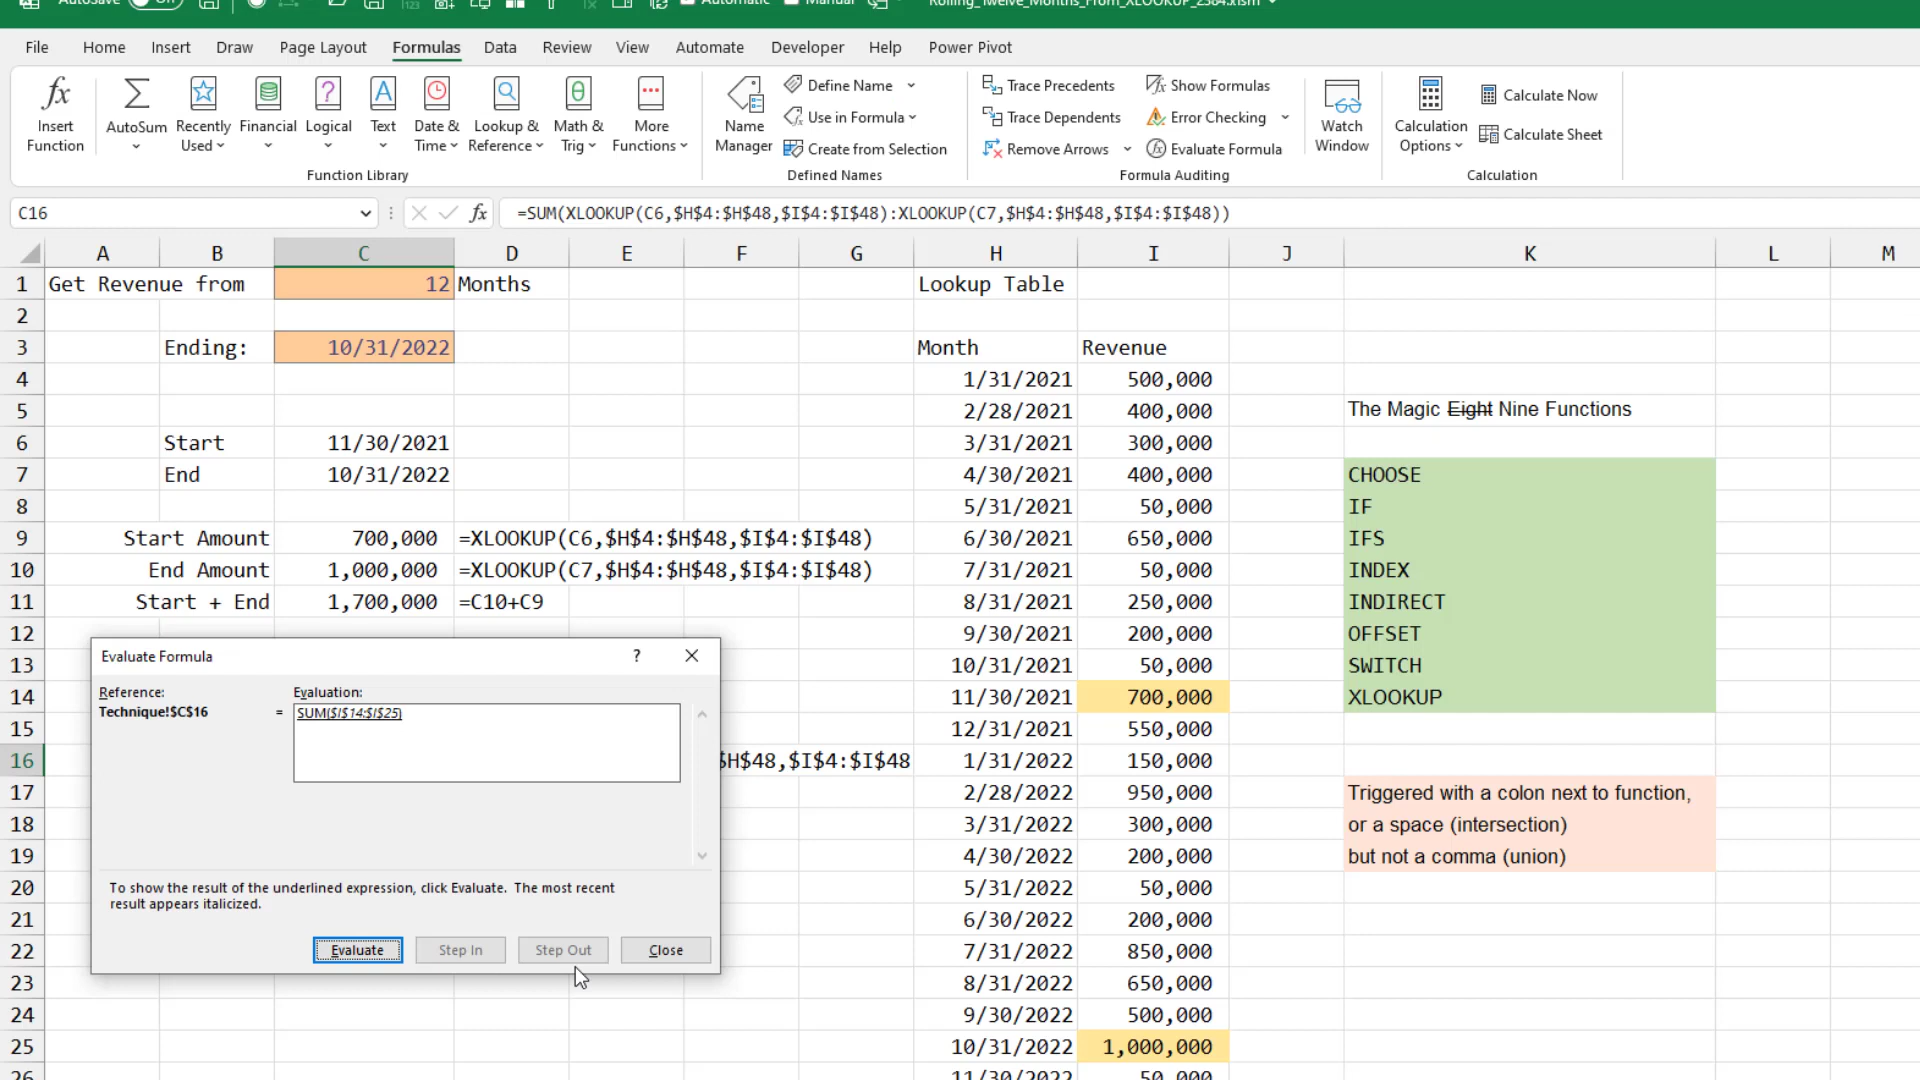 AutoSave Off Automatic Manual Rolling_Twelve_Months_From_XLOOKUP_2584.xlsm
File Home Insert Draw Page Layout Formulas Data Review View Automate Developer Help Power Pivot
Insert Function
AutoSum
Recently Used
Financial
Logical
Text
Date & Time
Lookup & Reference
Math & Trig
More Functions
Function Library
Name Manager
Define Name
Use in Formula
Create from Selection
Defined Names
Trace Precedents
Trace Dependents
Remove Arrows
Show Formulas
Error Checking
Evaluate Formula
Formula Auditing
Watch Window
Calculation Options
Calculate Now
Calculate Sheet
Calculation
C16 fx =SUM(XLOOKUP(C6,$H$4:$H$48,$I$4:$I$48):XLOOKUP(C7,$H$4:$H$48,$I$4:$I$48))
A B C D E F G H I J K L M
1 Get Revenue from 12 Months Lookup Table
2
3 Ending: 10/31/2022 Month Revenue
4 1/31/2021 500,000
5 2/28/2021 400,000 The Magic Eight Nine Functions
6 Start 11/30/2021 3/31/2021 300,000
7 End 10/31/2022 4/30/2021 400,000 CHOOSE
8 5/31/2021 50,000 IF
9 Start Amount 700,000 =XLOOKUP(C6,$H$4:$H$48,$I$4:$I$48) 6/30/2021 650,000 IFS
10 End Amount 1,000,000 =XLOOKUP(C7,$H$4:$H$48,$I$4:$I$48) 7/31/2021 50,000 INDEX
11 Start + End 1,700,000 =C10+C9 8/31/2021 250,000 INDIRECT
12 9/30/2021 200,000 OFFSET
13 10/31/2021 50,000 SWITCH
14 11/30/2021 700,000 XLOOKUP
15 12/31/2021 550,000
16 $H$48,$I$4:$I$48 1/31/2022 150,000
17 2/28/2022 950,000 Triggered with a colon next to function,
18 3/31/2022 300,000 or a space (intersection)
19 4/30/2022 200,000 but not a comma (union)
20 5/31/2022 50,000
21 6/30/2022 200,000
22 7/31/2022 850,000
23 8/31/2022 650,000
24 9/30/2022 500,000
25 10/31/2022 1,000,000
26 11/30/2022 50,000
Evaluate Formula ?
Reference: Evaluation:
Technique!$C$16 = SUM($I$14:$I$25)
To show the result of the underlined expression, click Evaluate. The most recent
result appears italicized.
Evaluate Step In Step Out Close